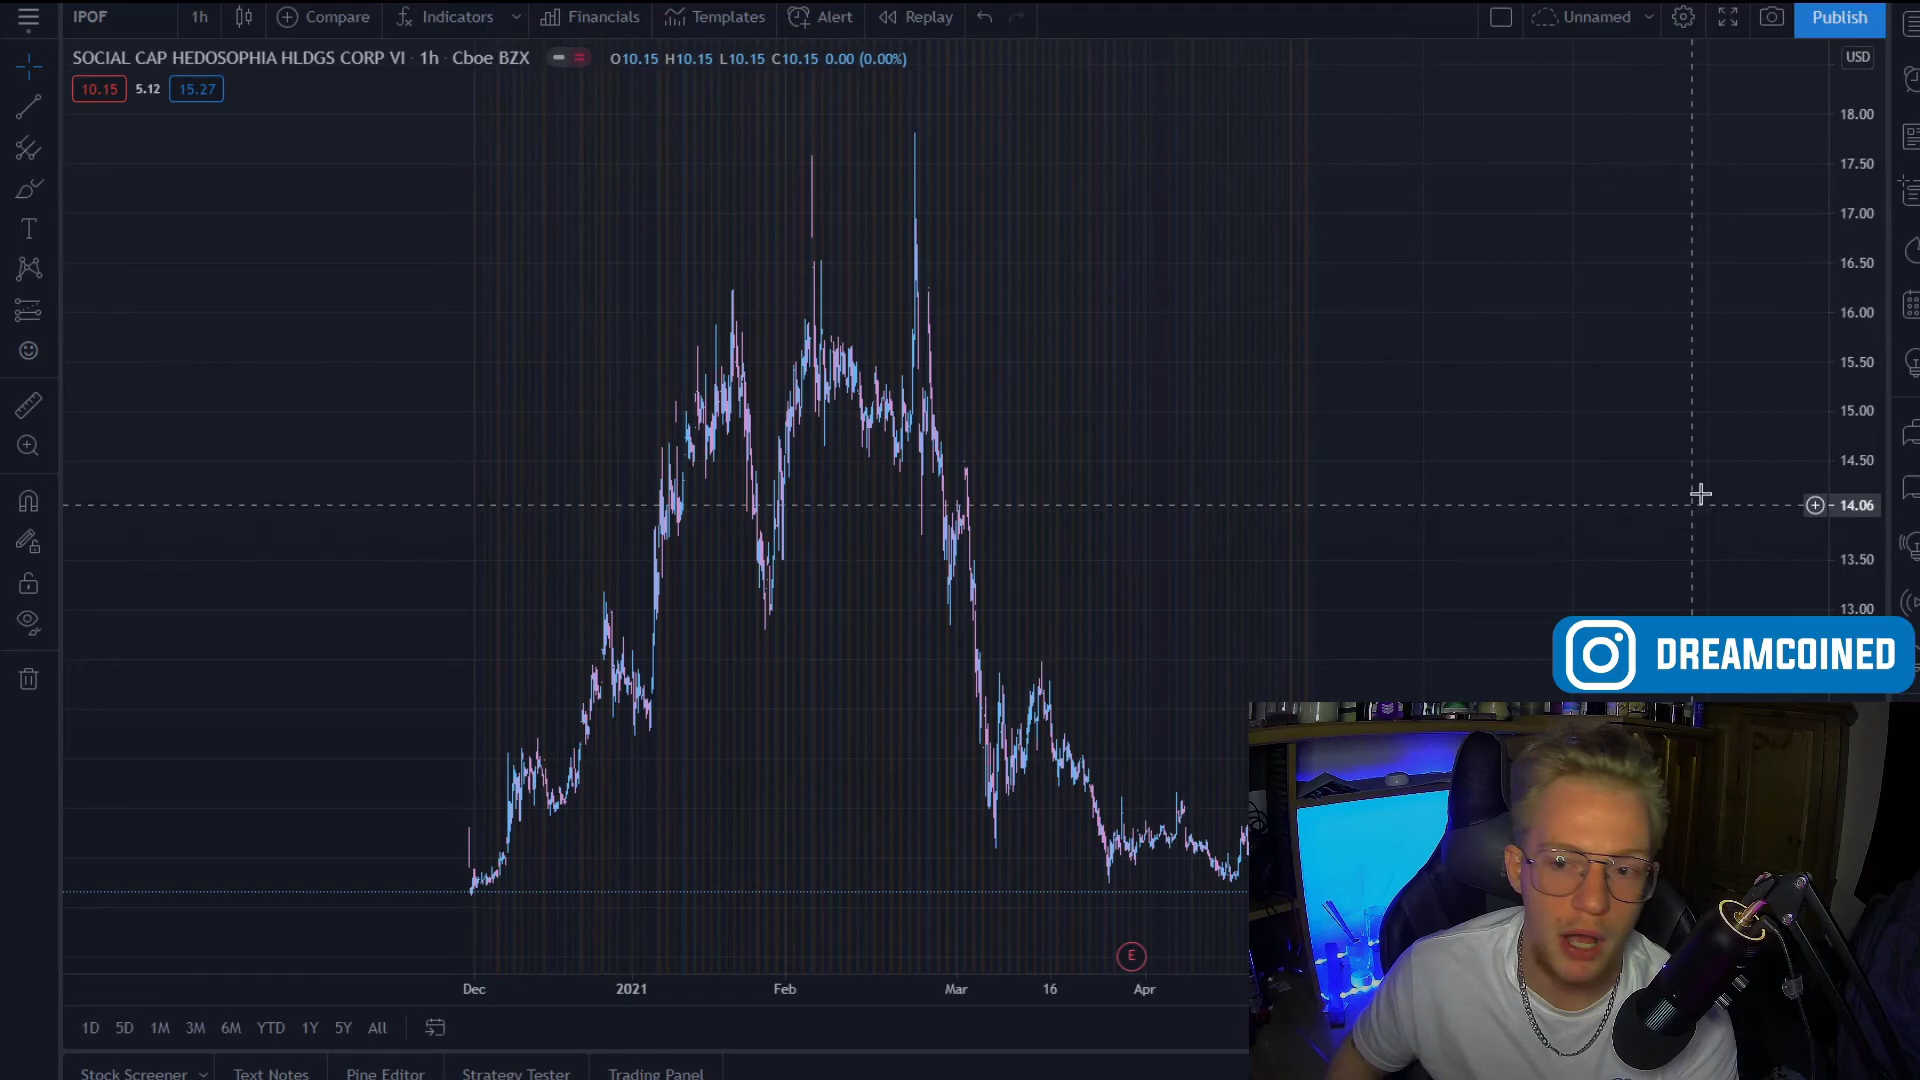 IPOF 1h Compare Indicators Financials Templates Alert Replay Unnamed Publish
SOCIAL CAP HEDOSOPHIA HLDGS CORP VI · 1h · Cboe BZX O10.15 H10.15 L10.15 C10.15 0.00 (0.00%) USD
10.15 5.12 15.27
18.00
17.50
17.00
16.50
16.00
15.50
15.00
14.50
14.06
13.50
13.00
DREAMCOINED
E
Dec 2021 Feb Mar 16 Apr
1D 5D 1M 3M 6M YTD 1Y 5Y All
Stock Screener Text Notes Pine Editor Strategy Tester Trading Panel